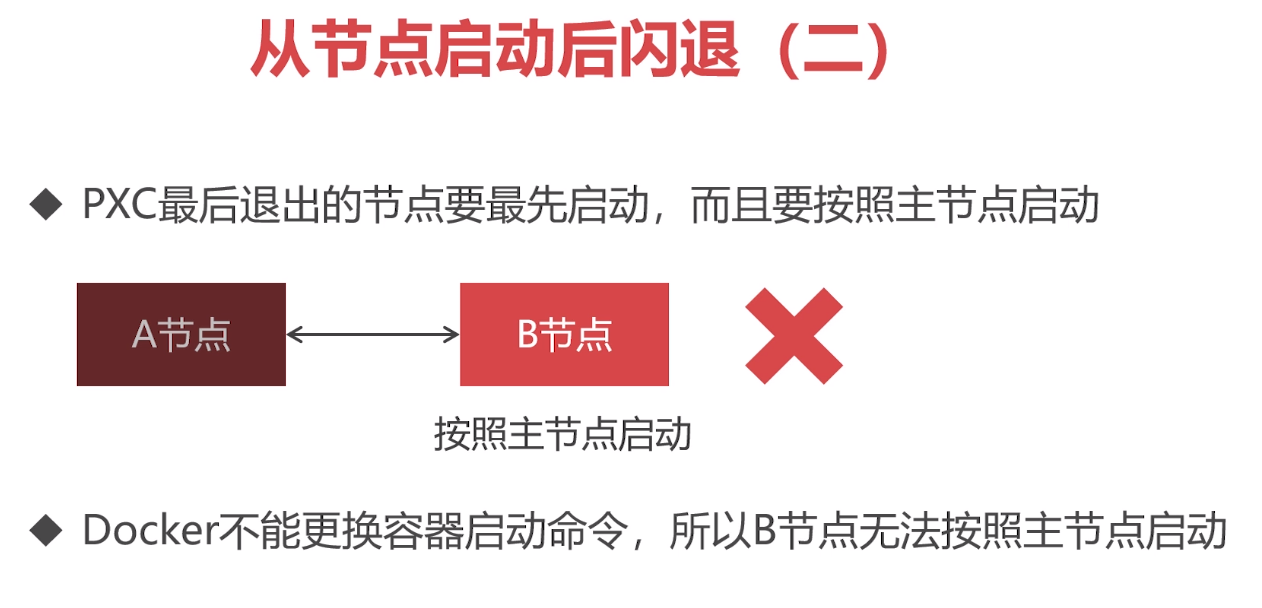 从节点启动后闪退（二）
PXC最后退出的节点要最先启动，而且要按照主节点启动
A节点
B节点
按照主节点启动
Docker不能更换容器启动命令，所以B节点无法按照主节点启动